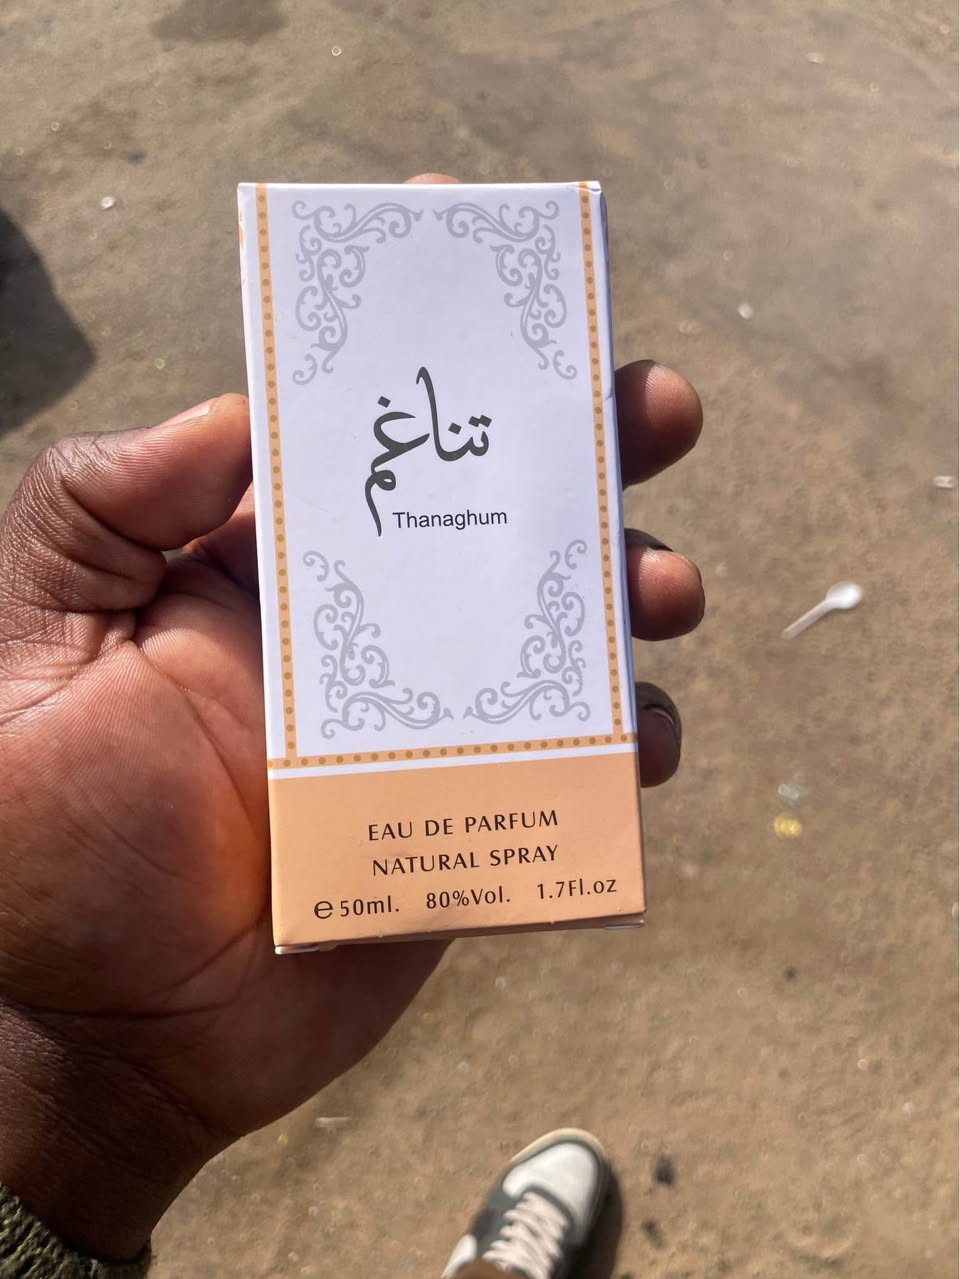 تناغم
Thanaghum
EAU DE PARFUM
NATURAL SPRAY
℮50ml. 80%Vol. 1.7Fl.oz